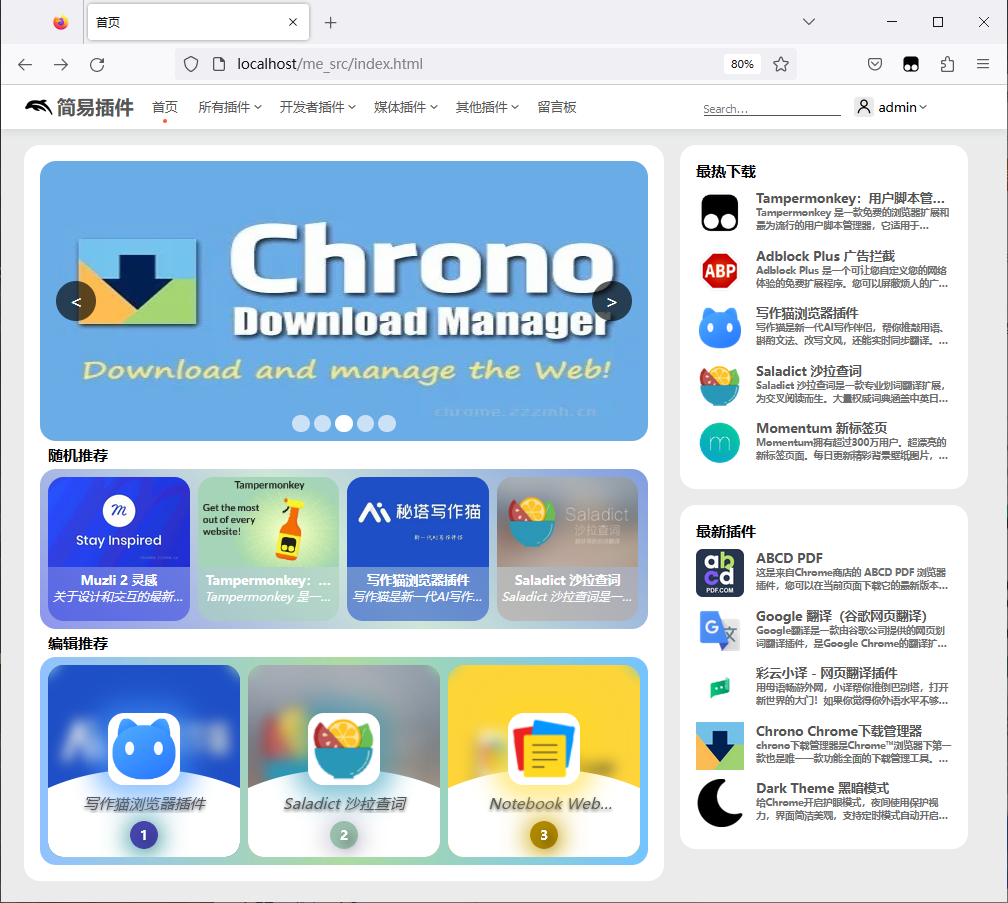 首页
localhost/me_src/index.html
80%
简易插件
首页
所有插件
开发者插件
媒体插件
其他插件
留言板
Search...
admin
Chrono
Download Manager
Download and manage the Web!
chrome.zzzmh.cn
<
>
随机推荐
Stay Inspired
Muzli 2 灵感
关于设计和交互的最新...
Tampermonkey
Get the most
out of every
website!
Tampermonkey：...
Tampermonkey 是一...
秘塔写作猫
新一代AI写作伴侣
写作猫浏览器插件
写作猫是新一代AI写作...
Saladict
沙拉查词
Saladict 沙拉查词
Saladict 沙拉查词是一...
编辑推荐
写作猫浏览器插件
1
Saladict 沙拉查词
2
Notebook Web...
3
最热下载
Tampermonkey：用户脚本管...
Tampermonkey 是一款免费的浏览器扩展和
最为流行的用户脚本管理器，它适用于...
ABP
Adblock Plus 广告拦截
Adblock Plus 是一个可让您自定义您的网络
体验的免费扩展程序。您可以屏蔽烦人的广...
写作猫浏览器插件
写作猫是新一代AI写作伴侣，帮你推敲用语、
斟酌文法、改写文风，还能实时同步翻译。...
Saladict 沙拉查词
Saladict 沙拉查词是一款专业划词翻译扩展，
为交叉阅读而生。大量权威词典涵盖中英日...
m
Momentum 新标签页
Momentum拥有超过300万用户。超漂亮的
新标签页面。每日更新精彩背景壁纸图片，...
最新插件
abcd
PDF.COM
ABCD PDF
这是来自Chrome商店的 ABCD PDF 浏览器
插件，您可以在当前页面下载它的最新版本...
Google 翻译（谷歌网页翻译）
Google翻译是一款由谷歌公司提供的网页划
词翻译插件，是Google Chrome的翻译扩...
彩云小译 - 网页翻译插件
用母语畅游外网，小译帮你推倒巴别塔，打开
新世界的大门！如果你觉得你外语水平不够...
Chrono Chrome下载管理器
chrono下载管理器是Chrome™浏览器下第一
款也是唯一一款功能全面的下载管理工具。...
Dark Theme 黑暗模式
给Chrome开启护眼模式，夜间使用保护视
力，界面简洁美观，支持定时模式自动开启...